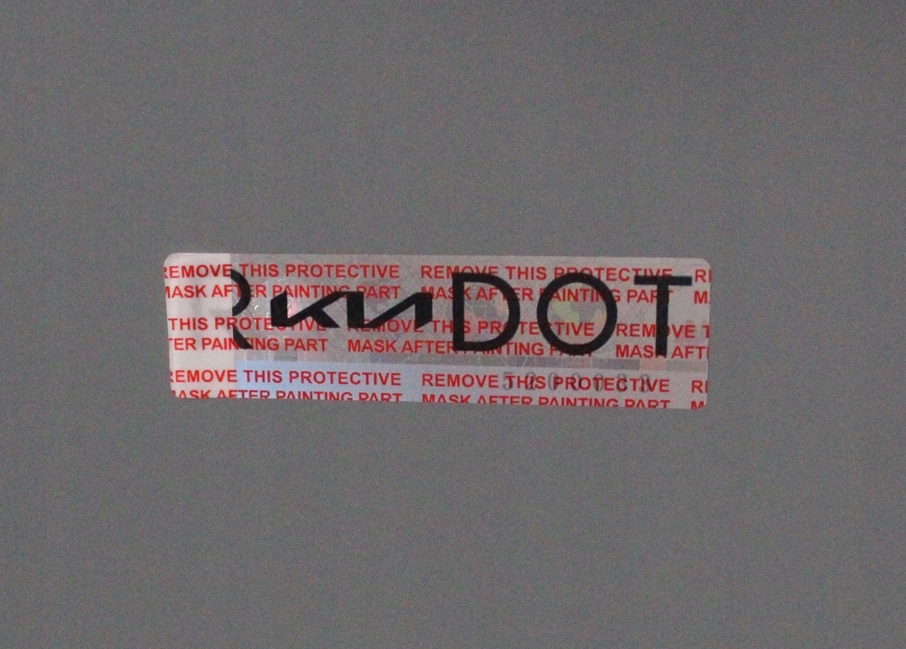 REMOVE THIS PROTECTIVE REMOVE THIS PROTECTIVE
MASK AFTER PAINTING PART MASK AFTER PAINTING PART
R KIA DOT
THIS PROTECTIVE REMOVE THIS PROTECTIVE REMOVE
PAINTING PART MASK AFTER PAINTING PART MASK
REMOVE THIS PROTECTIVE REMOVE THIS PROTECTIVE
MASK AFTER PAINTING PART MASK AFTER PAINTING PART